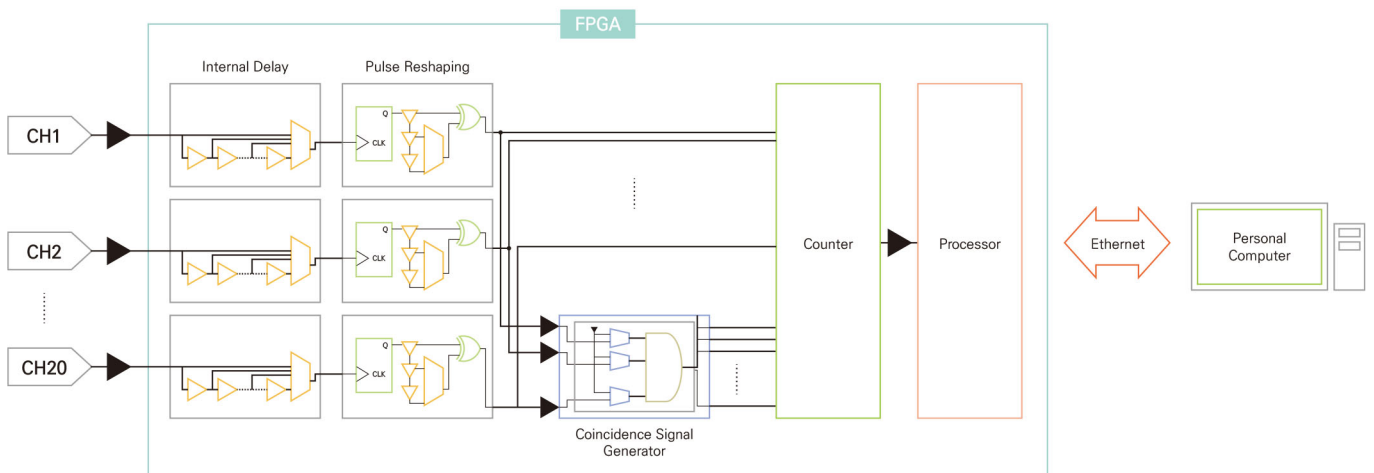 FPGA
Internal Delay
Pulse Reshaping
CH1
Q
CLK
CH2
Q
CLK
Counter
Processor
Ethernet
Personal
Computer
CH20
Q
CLK
Coincidence Signal
Generator